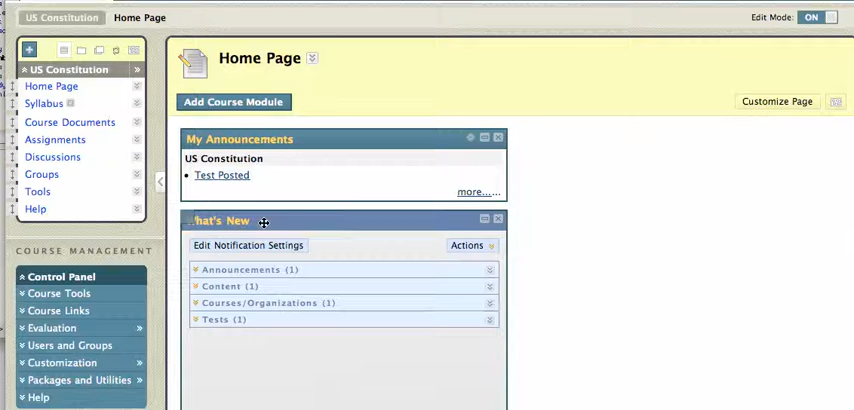 US Constitution Home Page Edit Mode: ON
US Constitution
Home Page
Syllabus
Course Documents
Assignments
Discussions
Groups
Tools
Help
COURSE MANAGEMENT
Control Panel
Course Tools
Course Links
Evaluation
Users and Groups
Customization
Packages and Utilities
Help
Home Page
Add Course Module Customize Page
My Announcements
US Constitution
Test Posted
more......
What's New
Edit Notification Settings Actions
Announcements (1)
Content (1)
Courses/Organizations (1)
Tests (1)